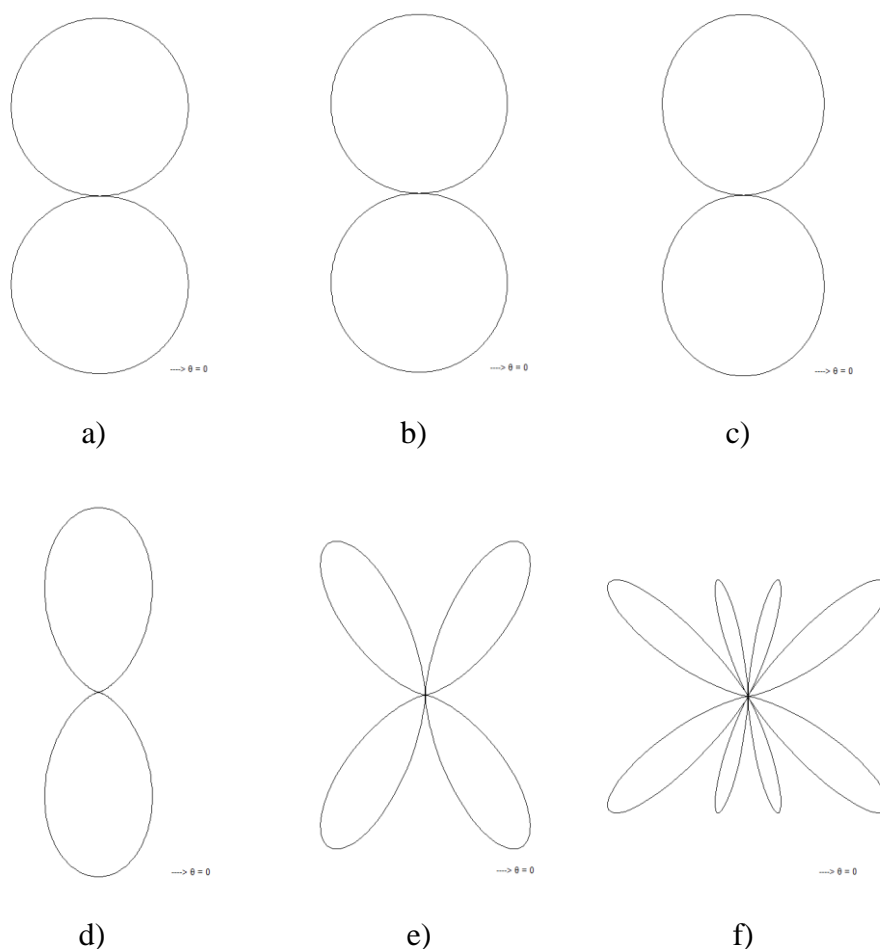 ----> θ = 0
----> θ = 0
----> θ = 0
a)
b)
c)
----> θ = 0
----> θ = 0
----> θ = 0
d)
e)
f)